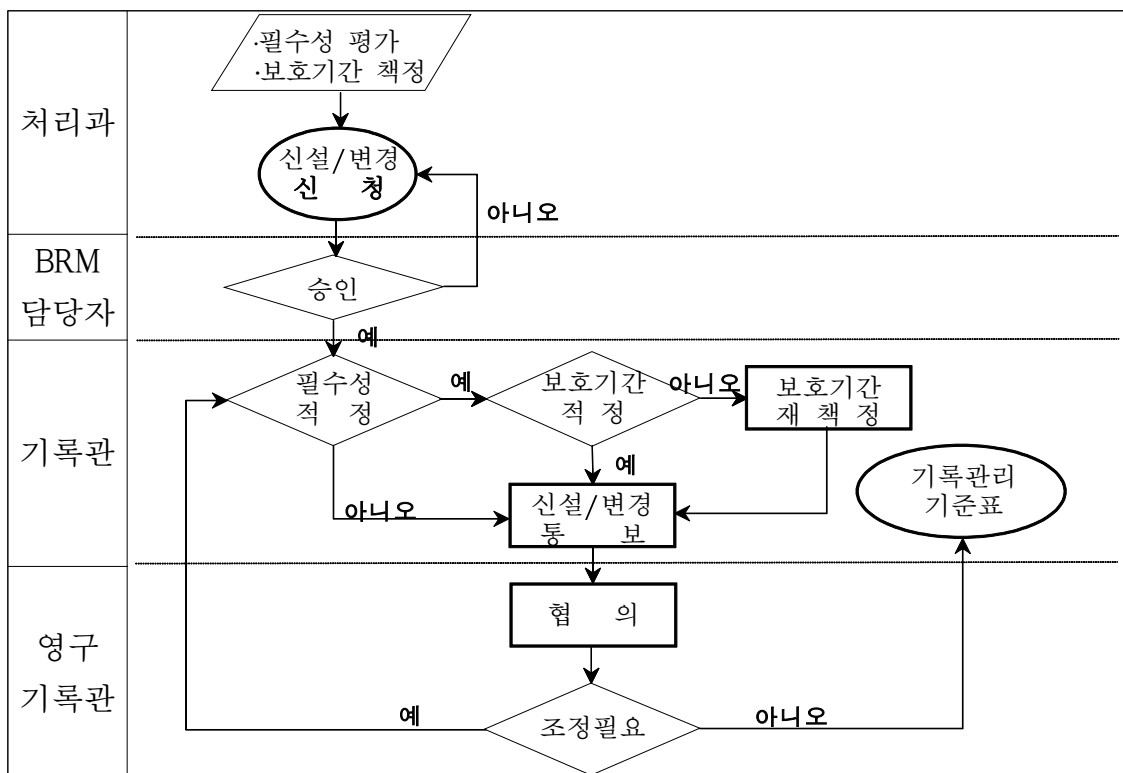 ·필수성 평가
·보호기간 책정
처리과
신설/변경
신 청
아니오
BRM
담당자
승인
예
필수성
적 정
예
보호기간
적 정
아니오
보호기간
재 책 정
기록관
예
아니오
신설/변경
통 보
기록관리
기준표
협 의
영구
기록관
예
조정필요
아니오